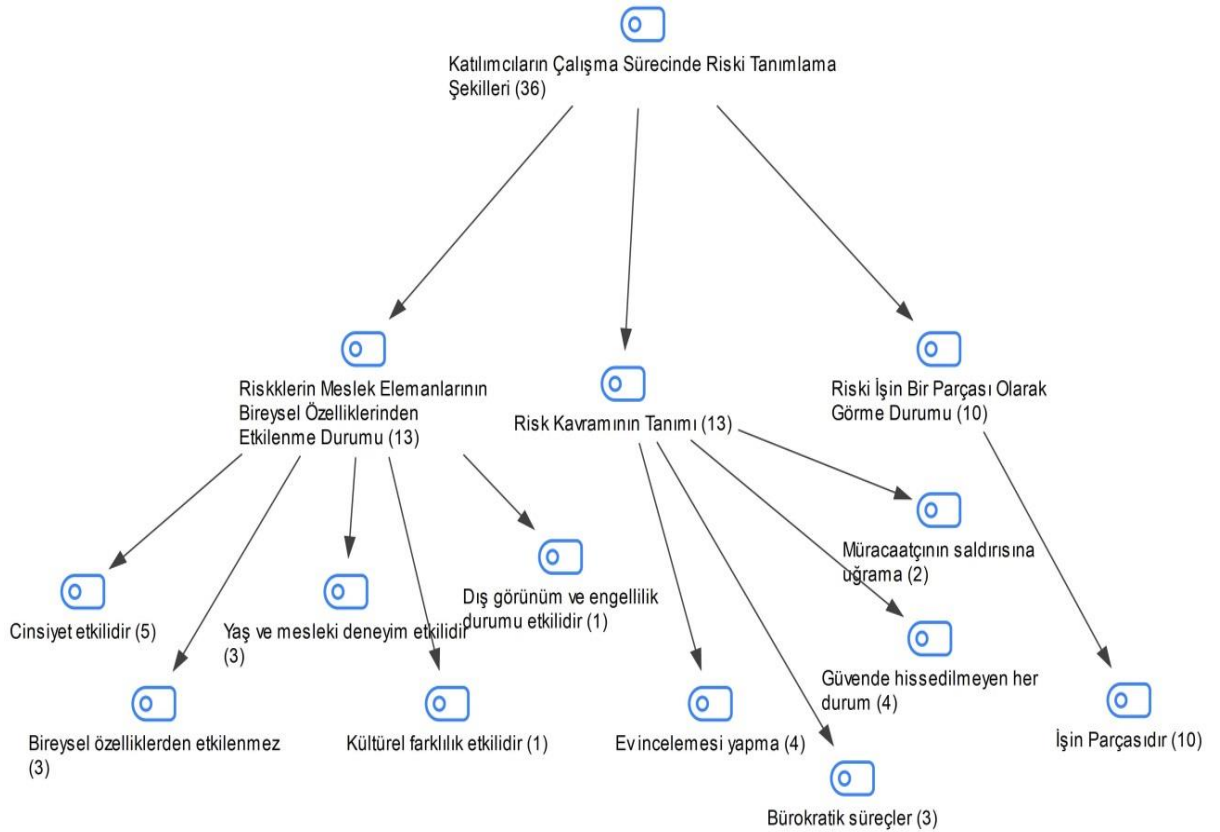 Katılımcıların Çalışma Sürecinde Riski Tanımlama
Şekilleri (36)
Riskklerin Meslek Elemanlarının
Bireysel Özelliklerinden
Etkilenme Durumu (13)
Risk Kavramının Tanımı (13)
Riski İşin Bir Parçası Olarak
Görme Durumu (10)
Cinsiyet etkilidir (5)
Yaş ve mesleki deneyim etkilidir
(3)
Dış görünüm ve engellilik
durumu etkilidir (1)
Müracaatçının saldırısına
uğrama (2)
Bireysel özelliklerden etkilenmez
(3)
Kültürel farklılık etkilidir (1)
Ev incelemesi yapma (4)
Güvende hissedilmeyen her
durum (4)
İşin Parçasıdır (10)
Bürokratik süreçler (3)